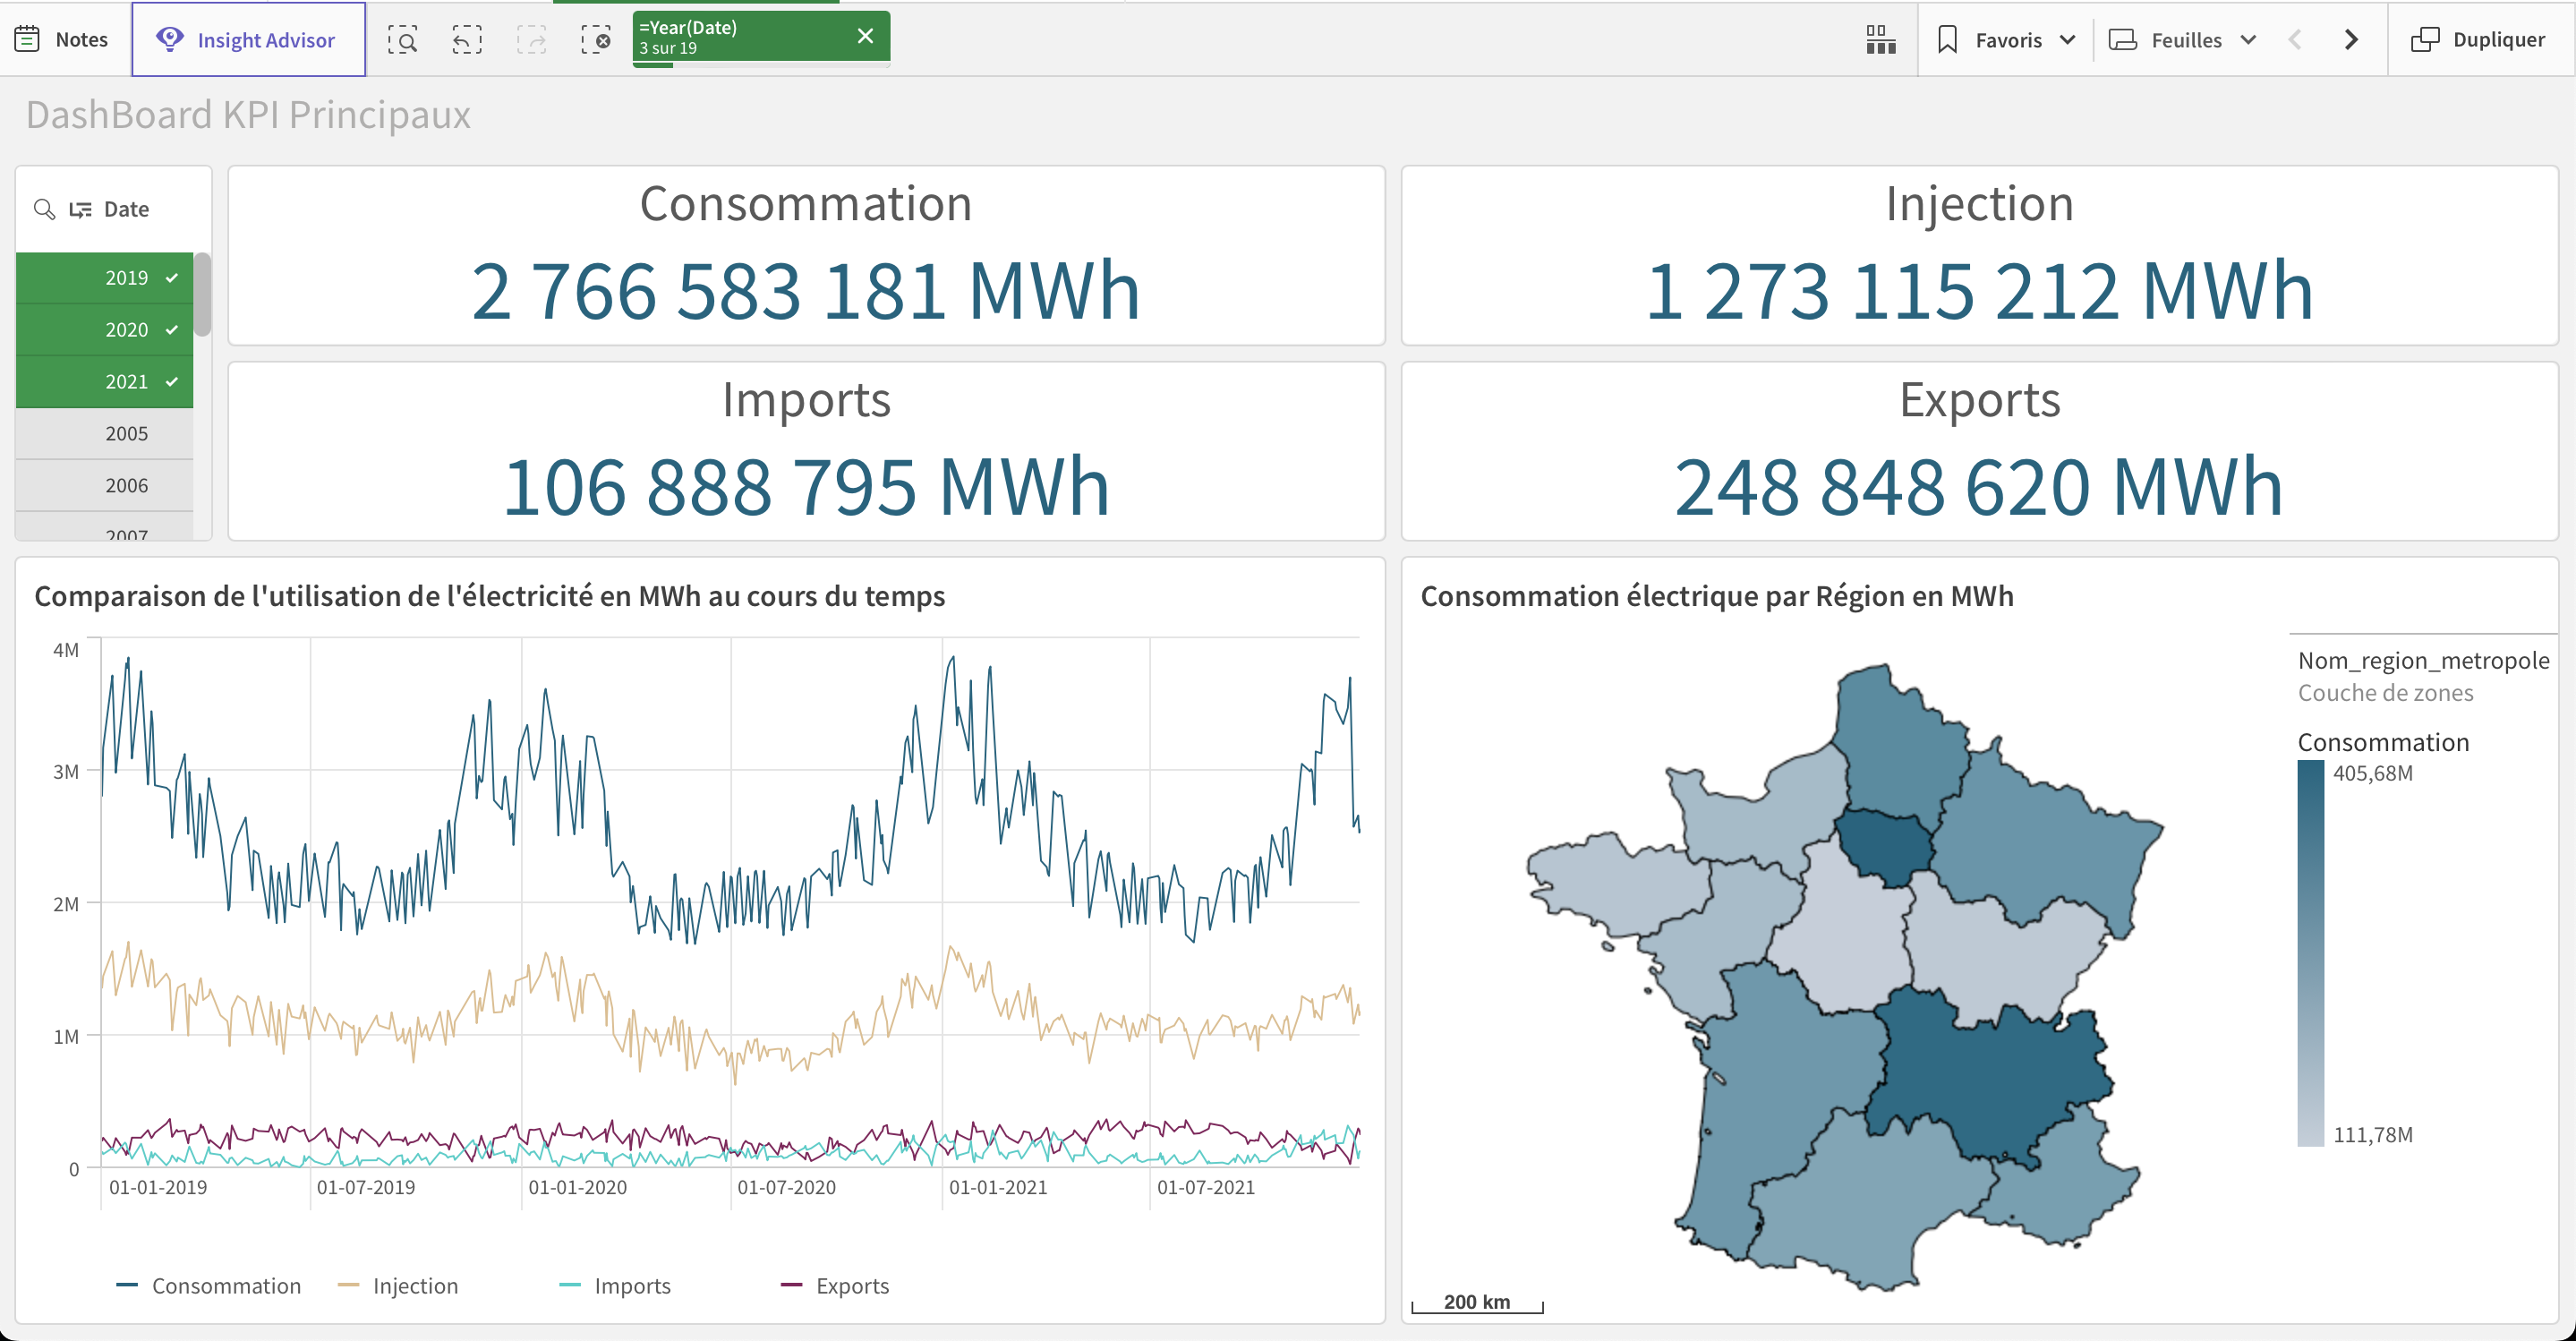 Notes
Insight Advisor
=Year(Date)
3 sur 19
Favoris
Feuilles
Dupliquer
DashBoard KPI Principaux
Date
2019
2020
2021
2005
2006
2007
Consommation
2 766 583 181 MWh
Injection
1 273 115 212 MWh
Imports
106 888 795 MWh
Exports
248 848 620 MWh
Comparaison de l'utilisation de l'électricité en MWh au cours du temps
4M
3M
2M
1M
0
01-01-2019
01-07-2019
01-01-2020
01-07-2020
01-01-2021
01-07-2021
Consommation
Injection
Imports
Exports
Consommation électrique par Région en MWh
Nom_region_metropole
Couche de zones
Consommation
405,68M
111,78M
200 km